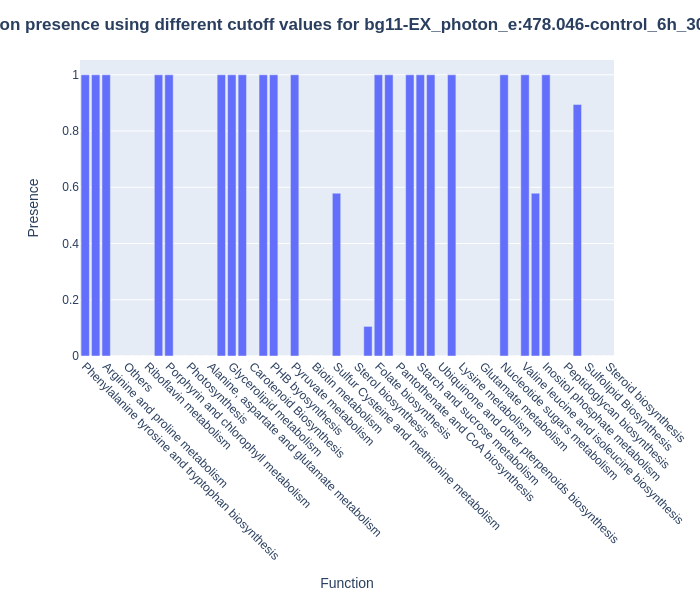 on presence using different cutoff values for bg11-EX_photon_e:478.046-control_6h_30
1
0.8
0.6
0.4
0.2
0
Presence
Phenylalanine tyrosine and tryptophan biosynthesis
Arginine and proline metabolism
Others
Riboflavin metabolism
Porphyrin and chlorophyll metabolism
Photosynthesis
Alanine, aspartate and glutamate metabolism
Glycerolipid metabolism
Carotenoid Biosynthesis
PHB byosynthesis
Pyruvate metabolism
Biotin metabolism
Sulfur Cysteine and methionine metabolism
Sterol biosynthesis
Folate biosynthesis
Pantothenate and CoA biosynthesis
Starch and sucrose metabolism
Ubiquinone and other pterpenoids biosynthesis
Lysine metabolism
Glutamate metabolism
Nucleotide sugars metabolism
Valine leucine and isoleucine biosynthesis
Inositol phosphate metabolism
Peptidoglycan biosynthesis
Sulfolipid Biosynthesis
Steroid biosynthesis
Function